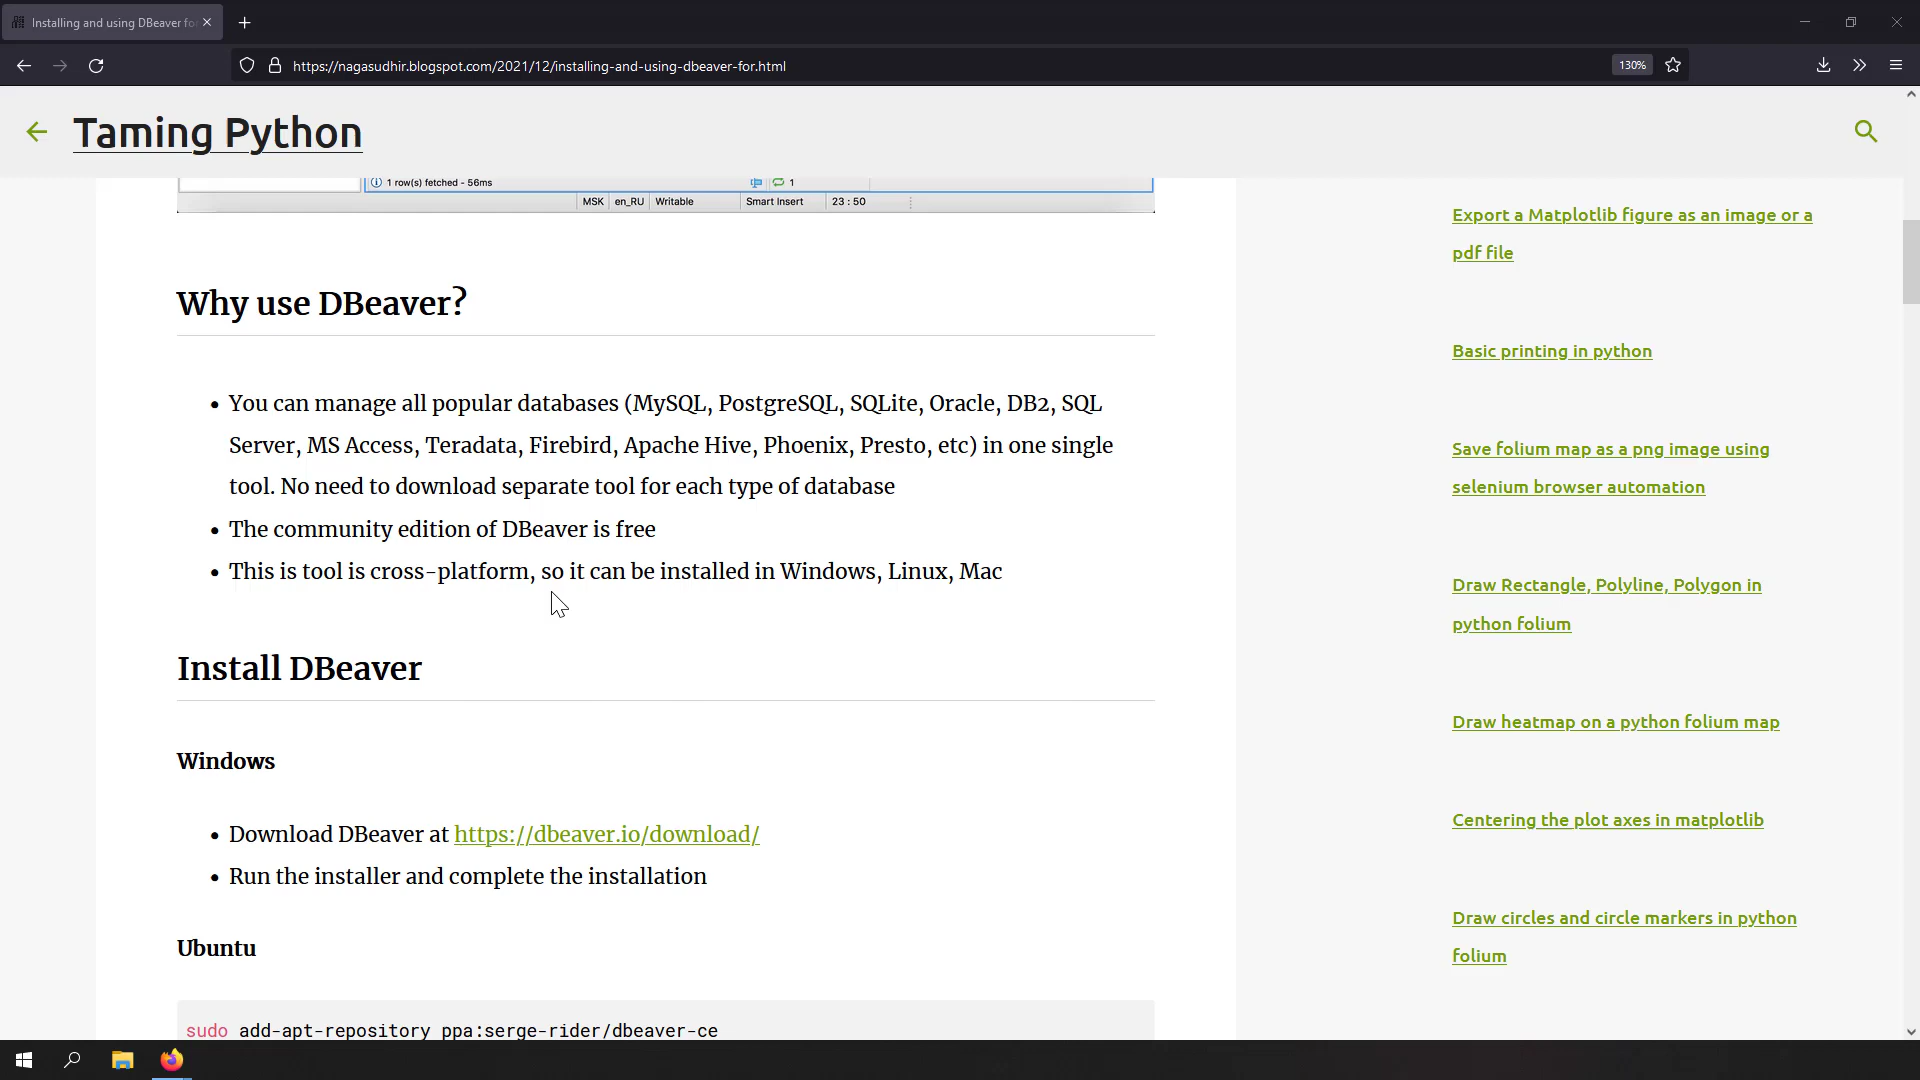 Installing and using DBeaver fo
https://nagasudhir.blogspot.com/2021/12/installing-and-using-dbeaver-for.html
130%
Taming Python
1 row(s) fetched - 56ms
1
MSK
en_RU
Writable
Smart Insert
23 : 50
Why use DBeaver?
• You can manage all popular databases (MySQL, PostgreSQL, SQLite, Oracle, DB2, SQL
Server, MS Access, Teradata, Firebird, Apache Hive, Phoenix, Presto, etc) in one single
tool. No need to download separate tool for each type of database
• The community edition of DBeaver is free
• This is tool is cross-platform, so it can be installed in Windows, Linux, Mac
Install DBeaver
Windows
• Download DBeaver at https://dbeaver.io/download/
• Run the installer and complete the installation
Ubuntu
sudo add-apt-repository ppa:serge-rider/dbeaver-ce
Export a Matplotlib figure as an image or a
pdf file
Basic printing in python
Save folium map as a png image using
selenium browser automation
Draw Rectangle, Polyline, Polygon in
python folium
Draw heatmap on a python folium map
Centering the plot axes in matplotlib
Draw circles and circle markers in python
folium